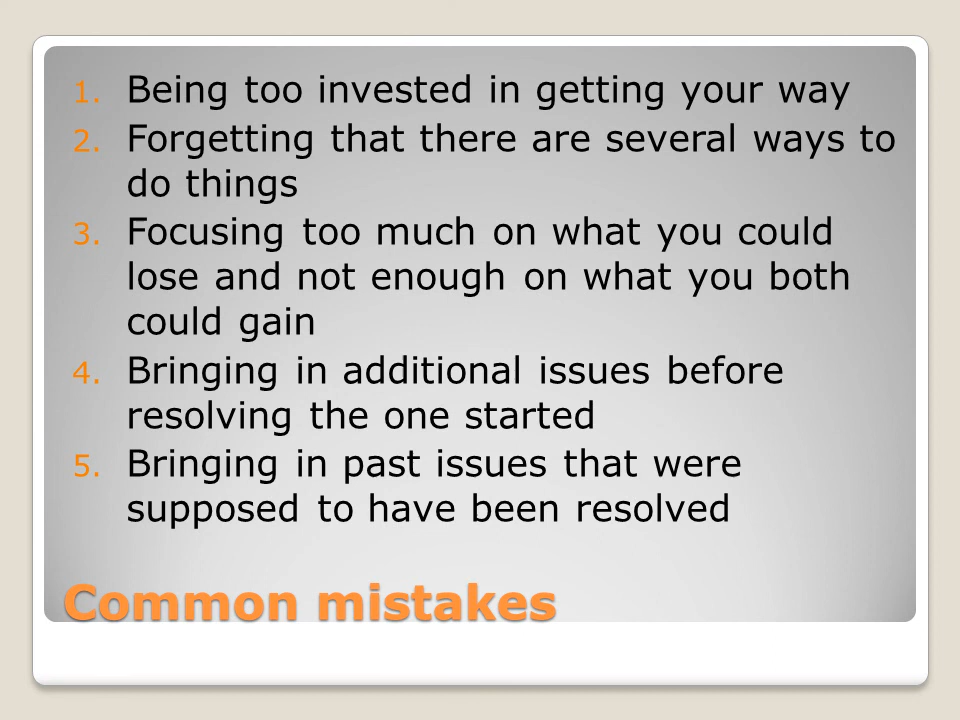 1. Being too invested in getting your way
2. Forgetting that there are several ways to
do things
3. Focusing too much on what you could
lose and not enough on what you both
could gain
4. Bringing in additional issues before
resolving the one started
5. Bringing in past issues that were
supposed to have been resolved
Common mistakes